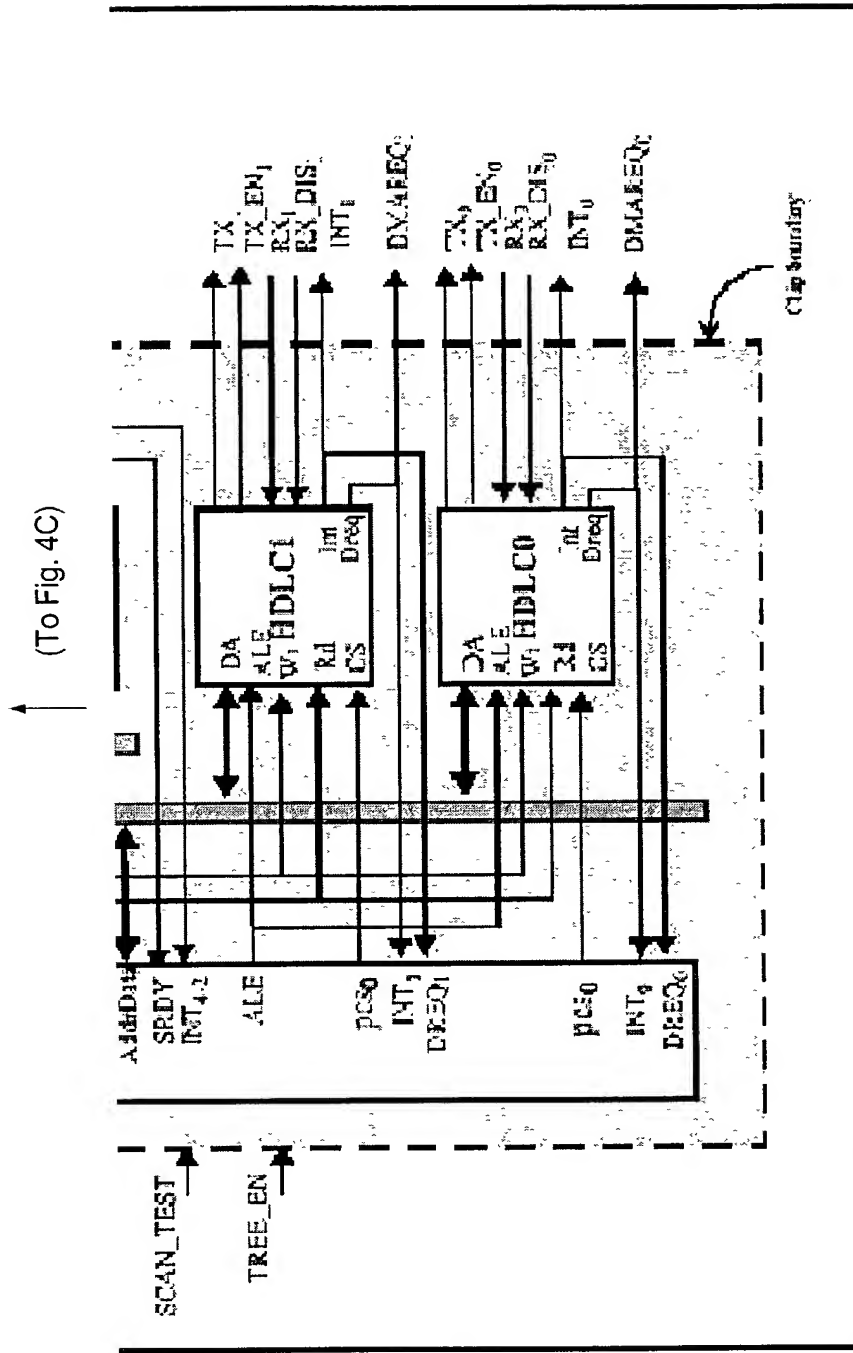 (To Fig. 4C)
SCAN_TEST
TREE_EN
Addr/Data
SRDY
INT4-2
ALE
pcs0
INT1
DREQ1
pcs0
INT0
DREQ0
DA
ALE
HDLC1
Rd
CS
Int
Dreq
DA
ALE
HDLC0
Rd
CS
Int
Dreq
TX
TX_EN1
RX1
RX_DIS
INT1
DMAREQ1
TX0
TX_EN0
RX0
RX_DIS0
INT0
DMAREQ0
Chip boundary